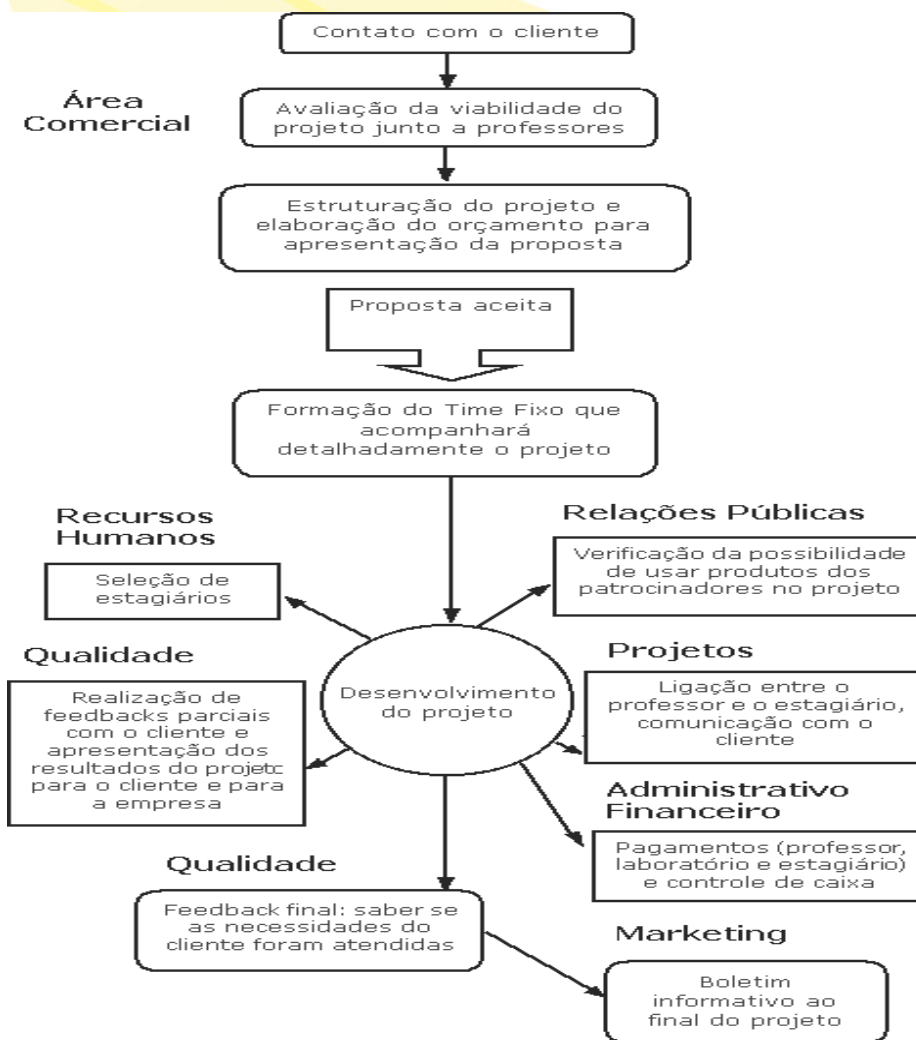 Contato com o cliente
Área
Comercial
Avaliação da viabilidade do
projeto junto a professores
Estruturação do projeto e
elaboração do orçamento para
apresentação da proposta
Proposta aceita
Formação do Time Fixo que
acompanhará
detalhadamente o projeto
Recursos
Humanos
Seleção de
estagiários
Relações Públicas
Verificação da possibilidade
de usar produtos dos
patrocinadores no projeto
Qualidade
Realização de
feedbacks parciais
com o cliente e
apresentação dos
resultados do projetc
para o cliente e para
a empresa
Desenvolvimento
do projeto
Projetos
Ligação entre o
professor e o estagiário,
comunicação com o
cliente
Administrativo
Financeiro
Pagamentos (professor,
laboratório e estagiário)
e controle de caixa
Qualidade
Feedback final: saber se
as necessidades do
cliente foram atendidas
Marketing
Boletim
informativo ao
final do projeto